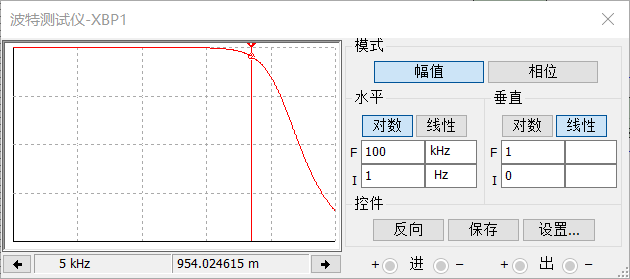 波特测试仪-XBP1
模式
幅值 相位
水平 垂直
对数 线性 对数 线性
F 100 kHz F 1
I 1 Hz I 0
控件
反向 保存 设置...
5 kHz 954.024615 m
+ 进 − + 出 −